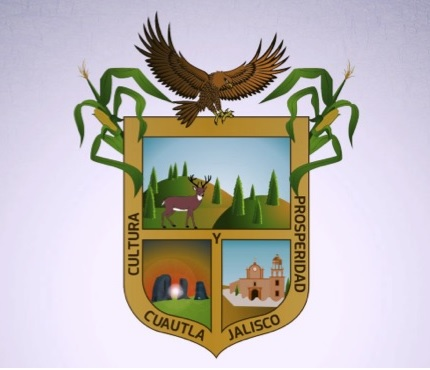 CULTURA
Y
PROSPERIDAD
CUAUTLA
JALISCO